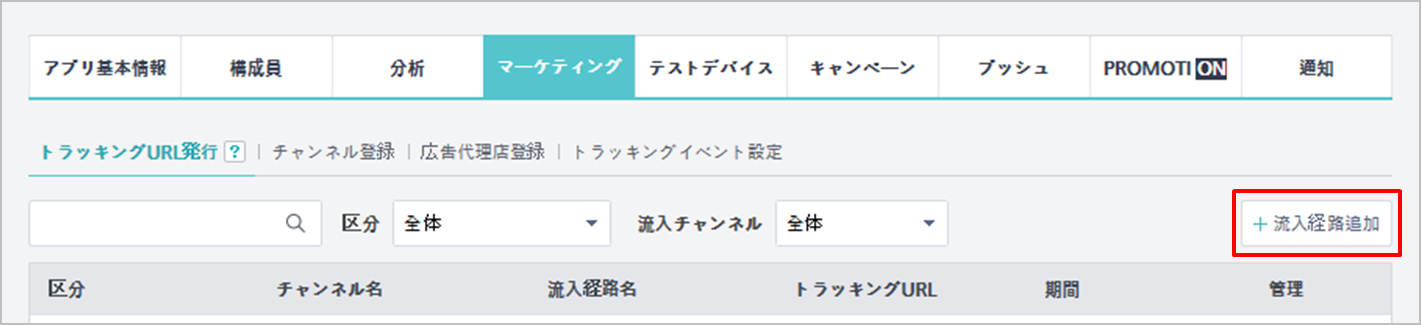 アプリ基本情報 構成員 分析 マーケティング テストデバイス キャンペーン プッシュ PROMOTION 通知
トラッキングURL発行 ? | チャンネル登録 | 広告代理店登録 | トラッキングイベント設定
区分 全体 流入チャンネル 全体 + 流入経路追加
区分 チャンネル名 流入経路名 トラッキングURL 期間 管理